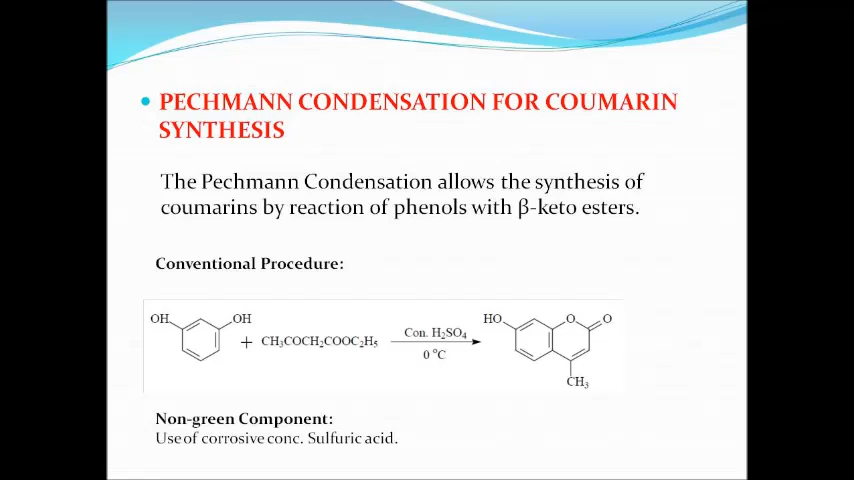 PECHMANN CONDENSATION FOR COUMARIN
SYNTHESIS
The Pechmann Condensation allows the synthesis of
coumarins by reaction of phenols with β-keto esters.
Conventional Procedure:
OH OH + CH₃COCH₂COOC₂H₅ Con. H₂SO₄ HO O O
0 °C
CH₃
Non-green Component:
Use of corrosive conc. Sulfuric acid.